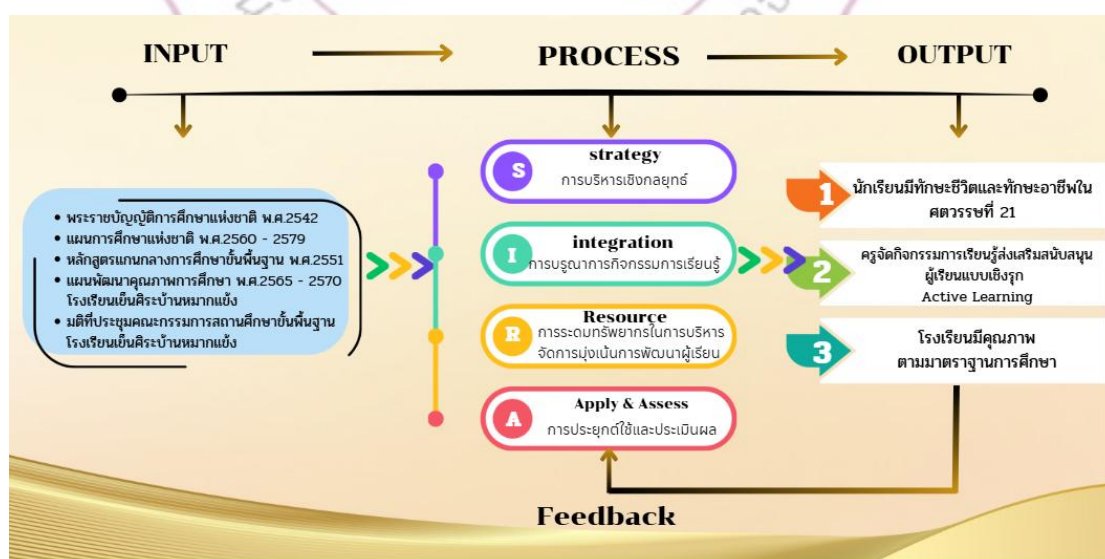 INPUT
PROCESS
OUTPUT
• พระราชบัญญัติการศึกษาแห่งชาติ พ.ศ.2542
• แผนการศึกษาแห่งชาติ พ.ศ.2560 - 2579
• หลักสูตรแกนกลางการศึกษาขั้นพื้นฐาน พ.ศ.2551
• แผนพัฒนาคุณภาพการศึกษา พ.ศ.2565 - 2570
โรงเรียนเย็นศิระบ้านหมากแข้ง
• มติที่ประชุมคณะกรรมการสถานศึกษาขั้นพื้นฐาน
โรงเรียนเย็นศิระบ้านหมากแข้ง
S
strategy
การบริหารเชิงกลยุทธ์
I
integration
การบรูณาการกิจกรรมการเรียนรู้
R
Resource
การระดมทรัพยากรในการบริหาร
จัดการมุ่งเน้นการพัฒนาผู้เรียน
A
Apply & Assess
การประยุกต์ใช้และประเมินผล
1
นักเรียนมีทักษะชีวิตและทักษะอาชีพใน
ศตวรรษที่ 21
2
ครูจัดกิจกรรมการเรียนรู้ส่งเสริมสนับสนุน
ผู้เรียนแบบเชิงรุก
Active Learning
3
โรงเรียนมีคุณภาพ
ตามมาตราฐานการศึกษา
Feedback